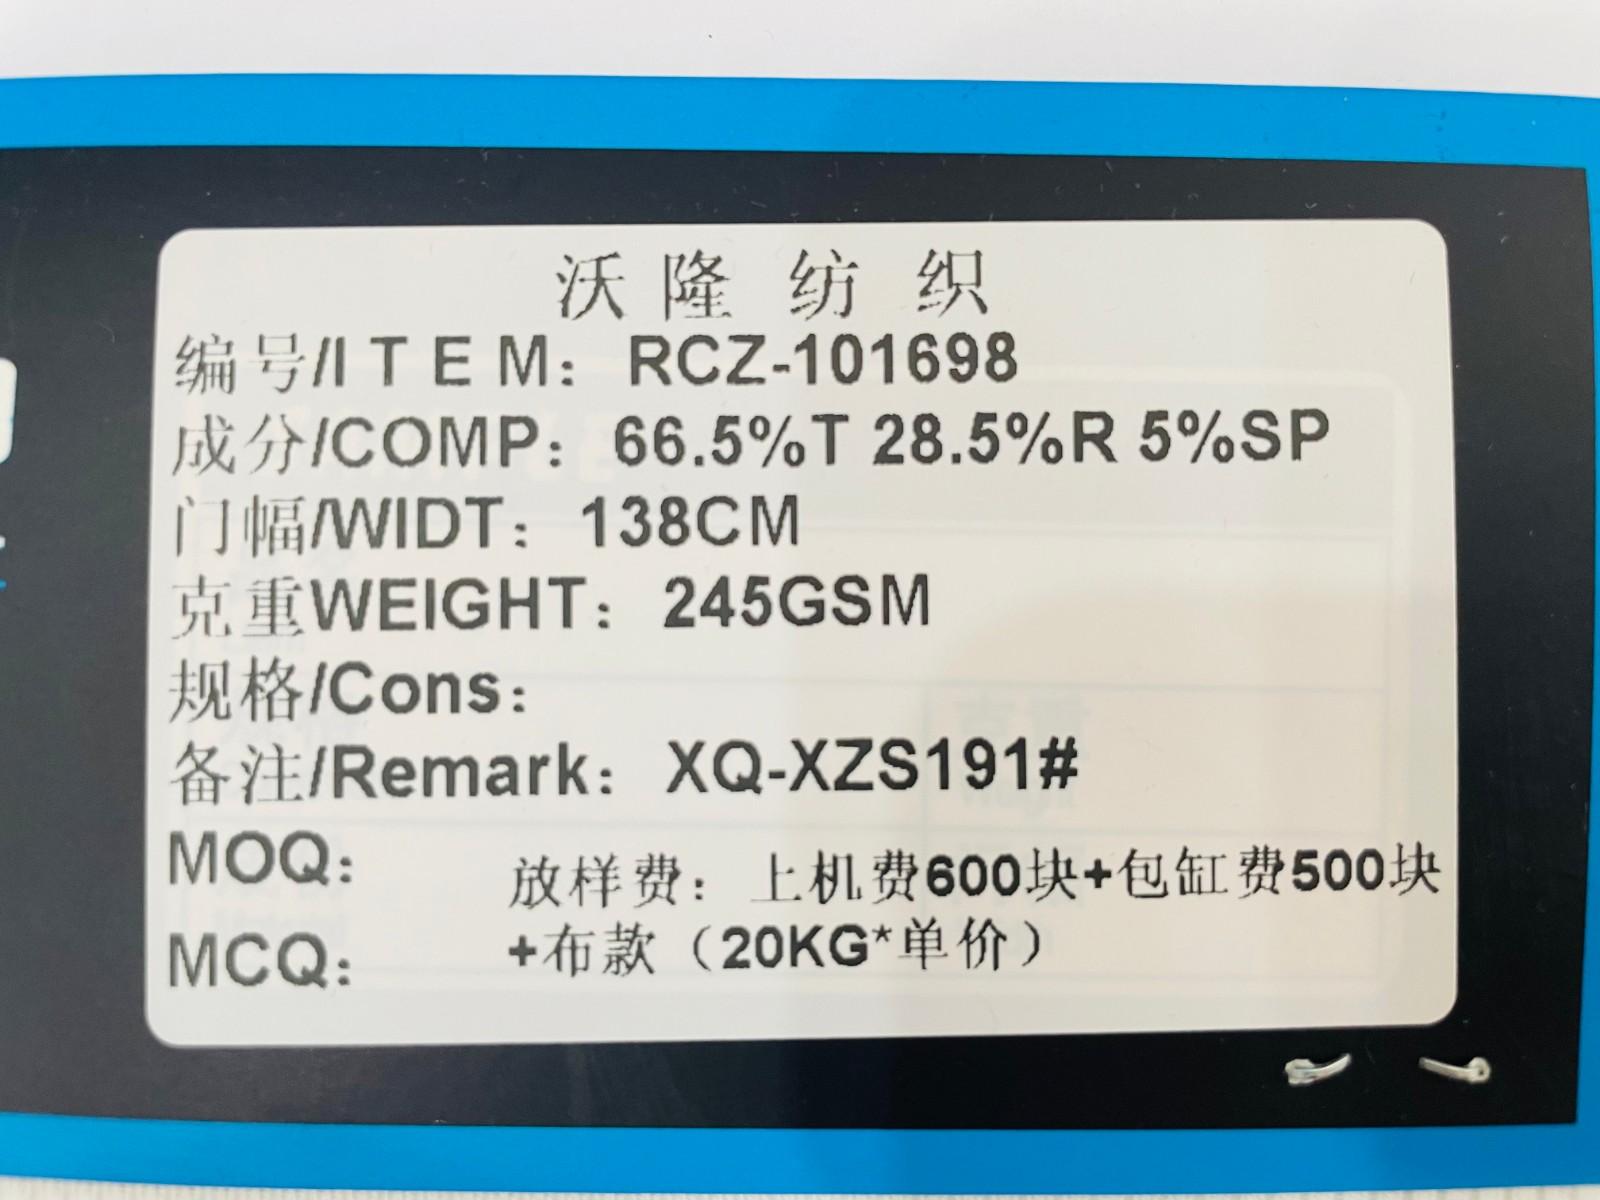 沃隆纺织
编号/ITEM：RCZ-101698
成分/COMP：66.5%T 28.5%R 5%SP
门幅/WIDT：138CM
克重WEIGHT：245GSM
规格/Cons：
备注/Remark：XQ-XZS191#
MOQ：
放样费：上机费600块+包缸费500块
+布款（20KG*单价）
MCQ：